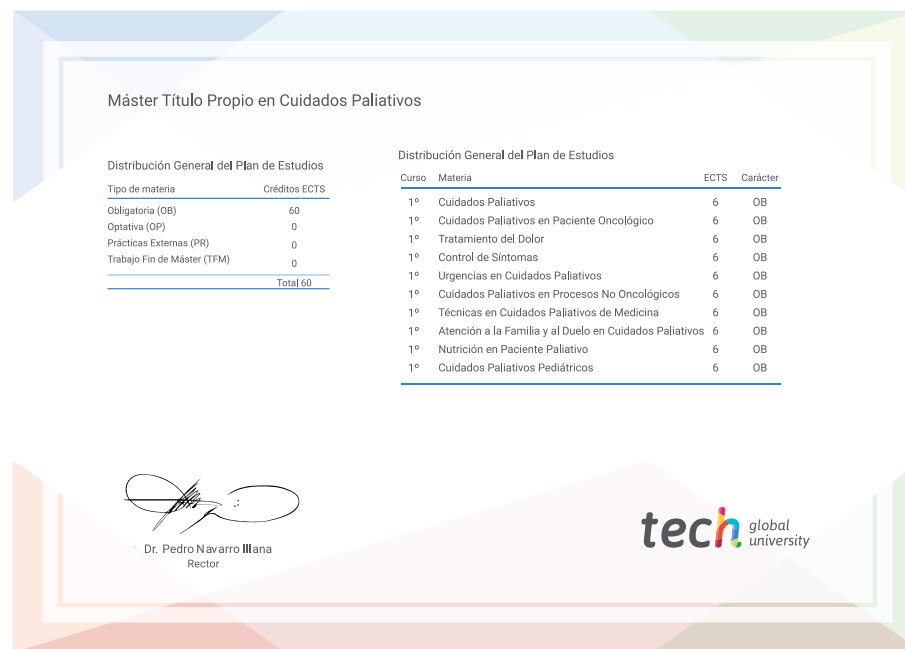 Máster Título Propio en Cuidados Paliativos
Distribución General del Plan de Estudios
Tipo de materia Créditos ECTS
Obligatoria (OB) 60
Optativa (OP) 0
Prácticas Externas (PR) 0
Trabajo Fin de Máster (TFM) 0
Total 60
Distribución General del Plan de Estudios
Curso Materia ECTS Carácter
1º Cuidados Paliativos 6 OB
1º Cuidados Paliativos en Paciente Oncológico 6 OB
1º Tratamiento del Dolor 6 OB
1º Control de Síntomas 6 OB
1º Urgencias en Cuidados Paliativos 6 OB
1º Cuidados Paliativos en Procesos No Oncológicos 6 OB
1º Técnicas en Cuidados Paliativos de Medicina 6 OB
1º Atención a la Familia y al Duelo en Cuidados Paliativos 6 OB
1º Nutrición en Paciente Paliativo 6 OB
1º Cuidados Paliativos Pediátricos 6 OB
Dr. Pedro Navarro Illana
Rector
tech global university